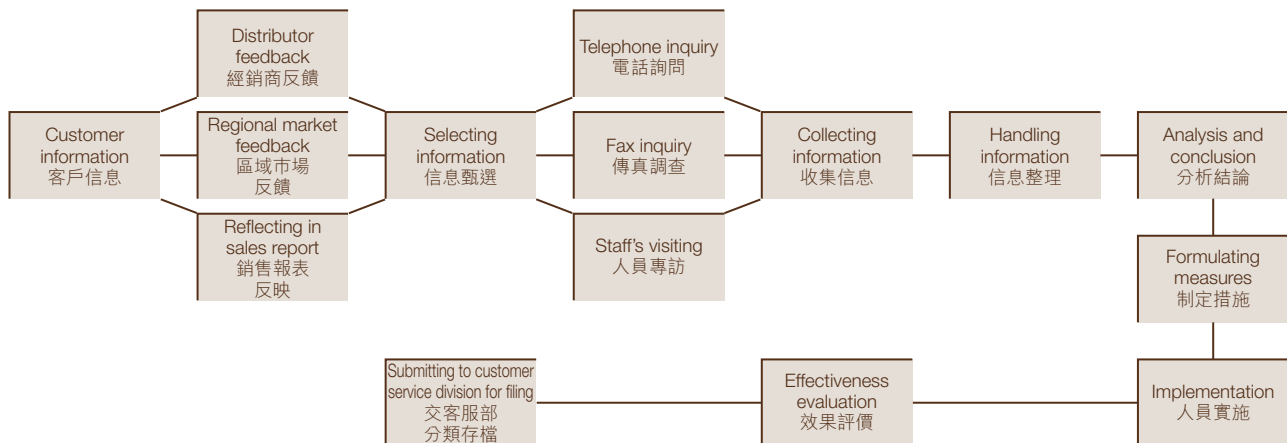 Customer
information
客戶信息
Distributor
feedback
經銷商反饋
Regional market
feedback
區域市場
反饋
Reflecting in
sales report
銷售報表
反映
Selecting
information
信息甄選
Telephone inquiry
電話詢問
Fax inquiry
傳真調查
Staff’s visiting
人員專訪
Collecting
information
收集信息
Handling
information
信息整理
Analysis and
conclusion
分析結論
Formulating
measures
制定措施
Implementation
人員實施
Effectiveness
evaluation
效果評價
Submitting to customer
service division for filing
交客服部
分類存檔